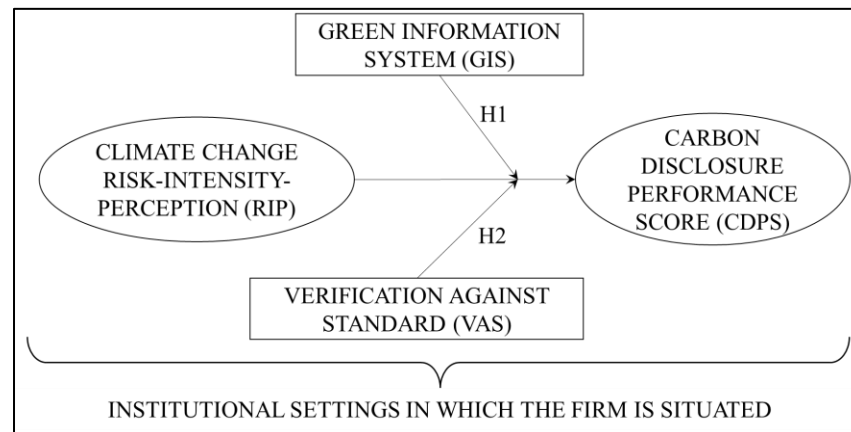 GREEN INFORMATION
SYSTEM (GIS)
H1
CLIMATE CHANGE
RISK-INTENSITY-
PERCEPTION (RIP)
CARBON
DISCLOSURE
PERFORMANCE
SCORE (CDPS)
H2
VERIFICATION AGAINST
STANDARD (VAS)
INSTITUTIONAL SETTINGS IN WHICH THE FIRM IS SITUATED